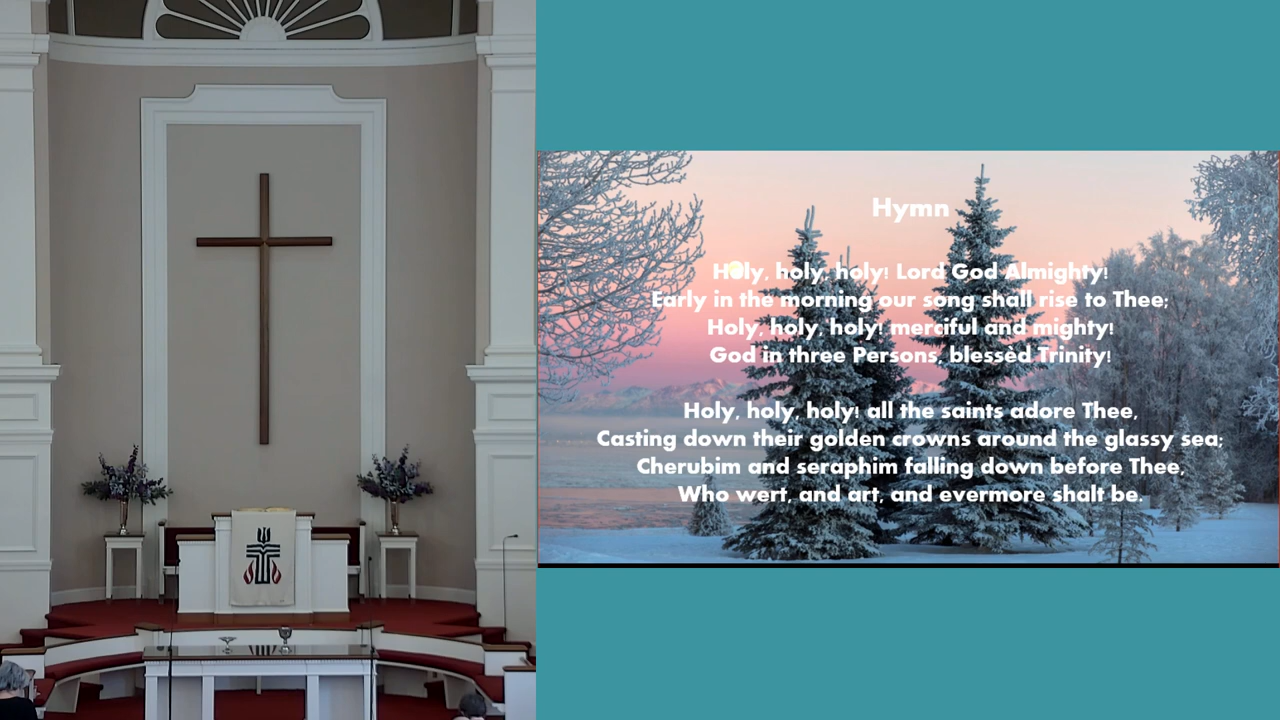 Hymn
Holy, holy, holy! Lord God Almighty!
Early in the morning our song shall rise to Thee;
Holy, holy, holy! merciful and mighty!
God in three Persons, blessèd Trinity!
Holy, holy, holy! all the saints adore Thee,
Casting down their golden crowns around the glassy sea;
Cherubim and seraphim falling down before Thee,
Who wert, and art, and evermore shalt be.